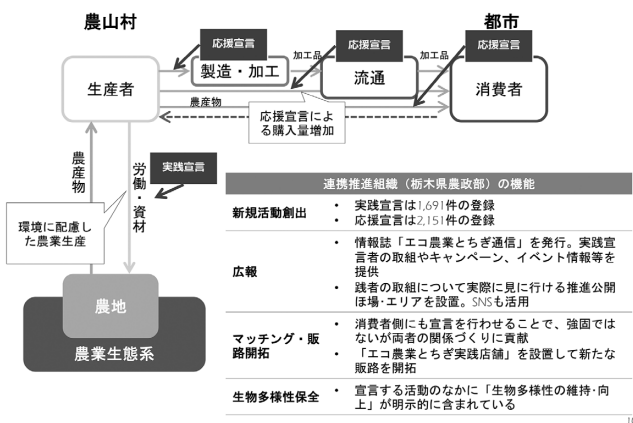 農山村
都市
応援宣言
応援宣言
応援宣言
加工品
加工品
生産者
製造・加工
流通
消費者
農産物
応援宣言によ
る購入量増加
農産物
労働・資材
実践宣言
環境に配慮し
た農業生産
農地
農業生態系
連携推進組織（栃木県農政部）の機能
新規活動創出
• 実践宣言は1,691件の登録
• 応援宣言は2,151件の登録
広報
• 情報誌「エコ農業とちぎ通信」を発行。実践宣
言者の取組やキャンペーン、イベント情報等を
提供
• 践者の取組について実際に見に行ける推進公開
ほ場･エリアを設置。SNSも活用
マッチング・販
路開拓
• 消費者側にも宣言を行わせることで、強固では
ないが両者の関係づくりに貢献
• 「エコ農業とちぎ実践店舗」を設置して新たな
販路を開拓
生物多様性保全
• 宣言する活動のなかに「生物多様性の維持･向
上」が明示的に含まれている